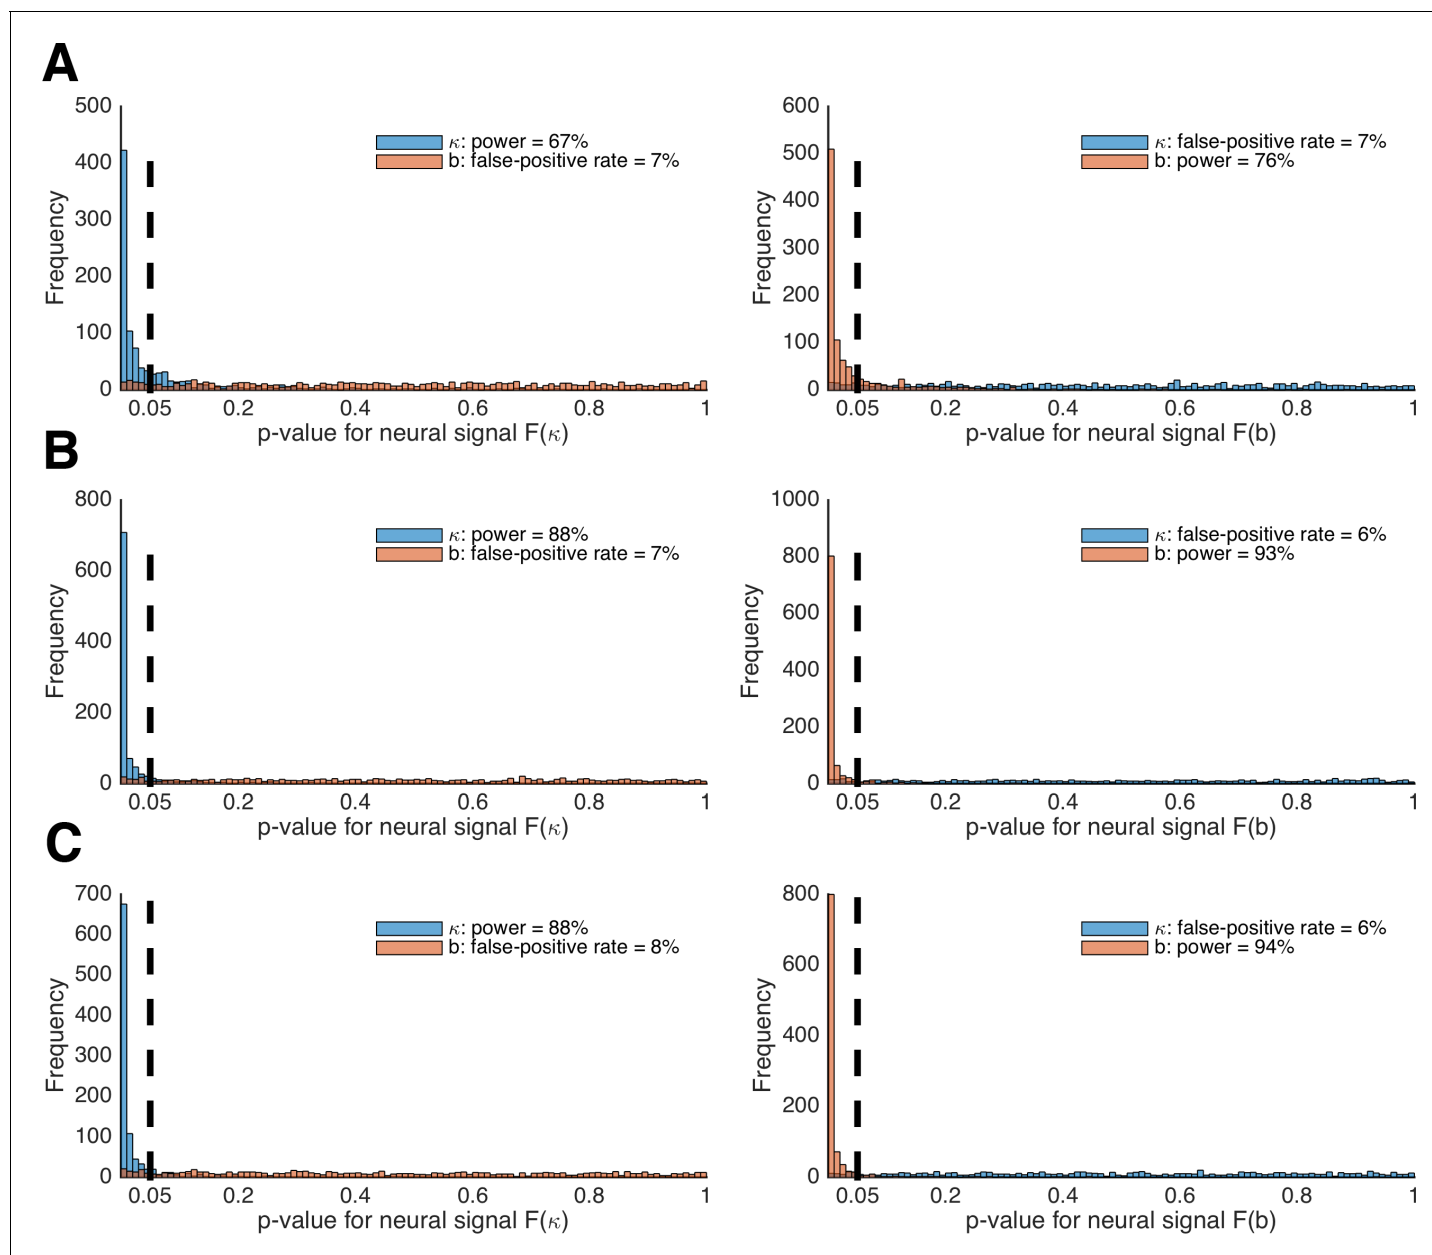 A
500
400
300
200
100
0
Frequency
κ: power = 67%
b: false-positive rate = 7%
0.05 0.2 0.4 0.6 0.8 1
p-value for neural signal F(κ)
600
500
400
300
200
100
0
Frequency
κ: false-positive rate = 7%
b: power = 76%
0.05 0.2 0.4 0.6 0.8 1
p-value for neural signal F(b)
B
800
600
400
200
0
Frequency
κ: power = 88%
b: false-positive rate = 7%
0.05 0.2 0.4 0.6 0.8 1
p-value for neural signal F(κ)
1000
800
600
400
200
0
Frequency
κ: false-positive rate = 6%
b: power = 93%
0.05 0.2 0.4 0.6 0.8 1
p-value for neural signal F(b)
C
700
600
500
400
300
200
100
0
Frequency
κ: power = 88%
b: false-positive rate = 8%
0.05 0.2 0.4 0.6 0.8 1
p-value for neural signal F(κ)
800
600
400
200
0
Frequency
κ: false-positive rate = 6%
b: power = 94%
0.05 0.2 0.4 0.6 0.8 1
p-value for neural signal F(b)